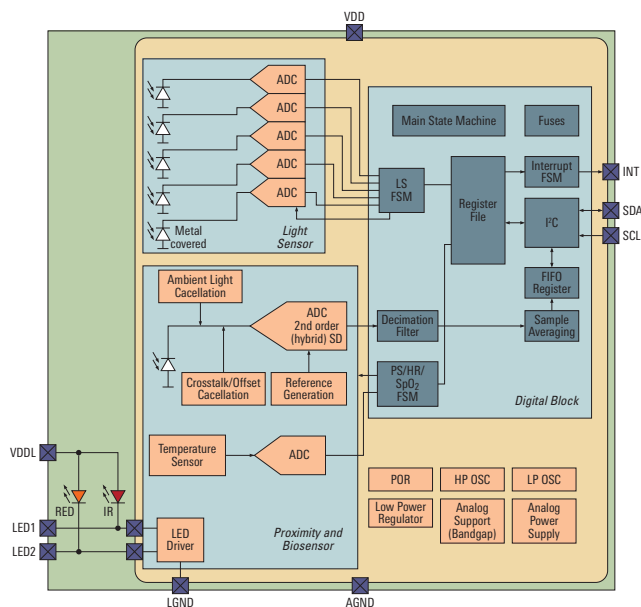 VDD
ADC
ADC
ADC
ADC
ADC
Metal
covered
Light
Sensor
Main State Machine
Fuses
LS
FSM
Register
File
Interrupt
FSM
I²C
FIFO
Register
Sample
Averaging
Decimation
Filter
PS/HR/
SpO₂
FSM
Digital Block
INT
SDA
SCL
Ambient Light
Cacellation
ADC
2nd order
(hybrid) SD
Crosstalk/Offset
Cacellation
Reference
Generation
Temperature
Sensor
ADC
Proximity and
Biosensor
LED
Driver
VDDL
RED
IR
LED1
LED2
POR
HP OSC
LP OSC
Low Power
Regulator
Analog
Support
(Bandgap)
Analog
Power
Supply
LGND
AGND